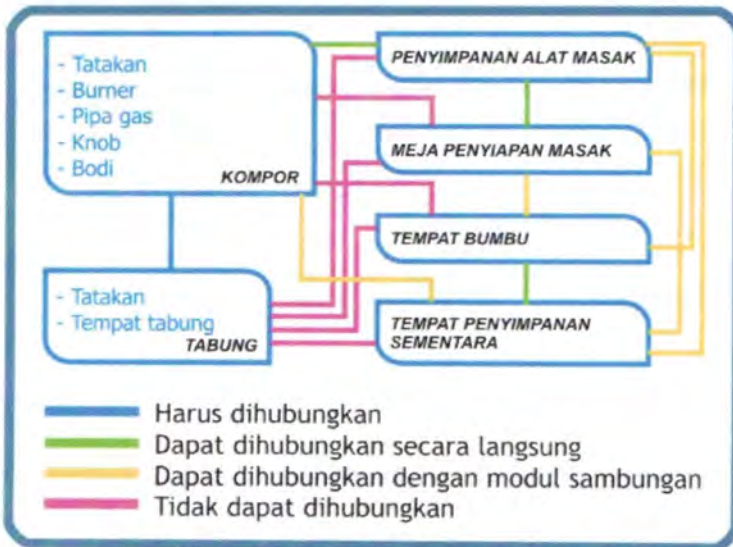 - Tatakan
- Burner
- Pipa gas
- Knob
- Bodi
KOMPOR
- Tatakan
- Tempat tabung
TABUNG
PENYIMPANAN ALAT MASAK
MEJA PENYIAPAN MASAK
TEMPAT BUMBU
TEMPAT PENYIMPANAN
SEMENTARA
Harus dihubungkan
Dapat dihubungkan secara langsung
Dapat dihubungkan dengan modul sambungan
Tidak dapat dihubungkan